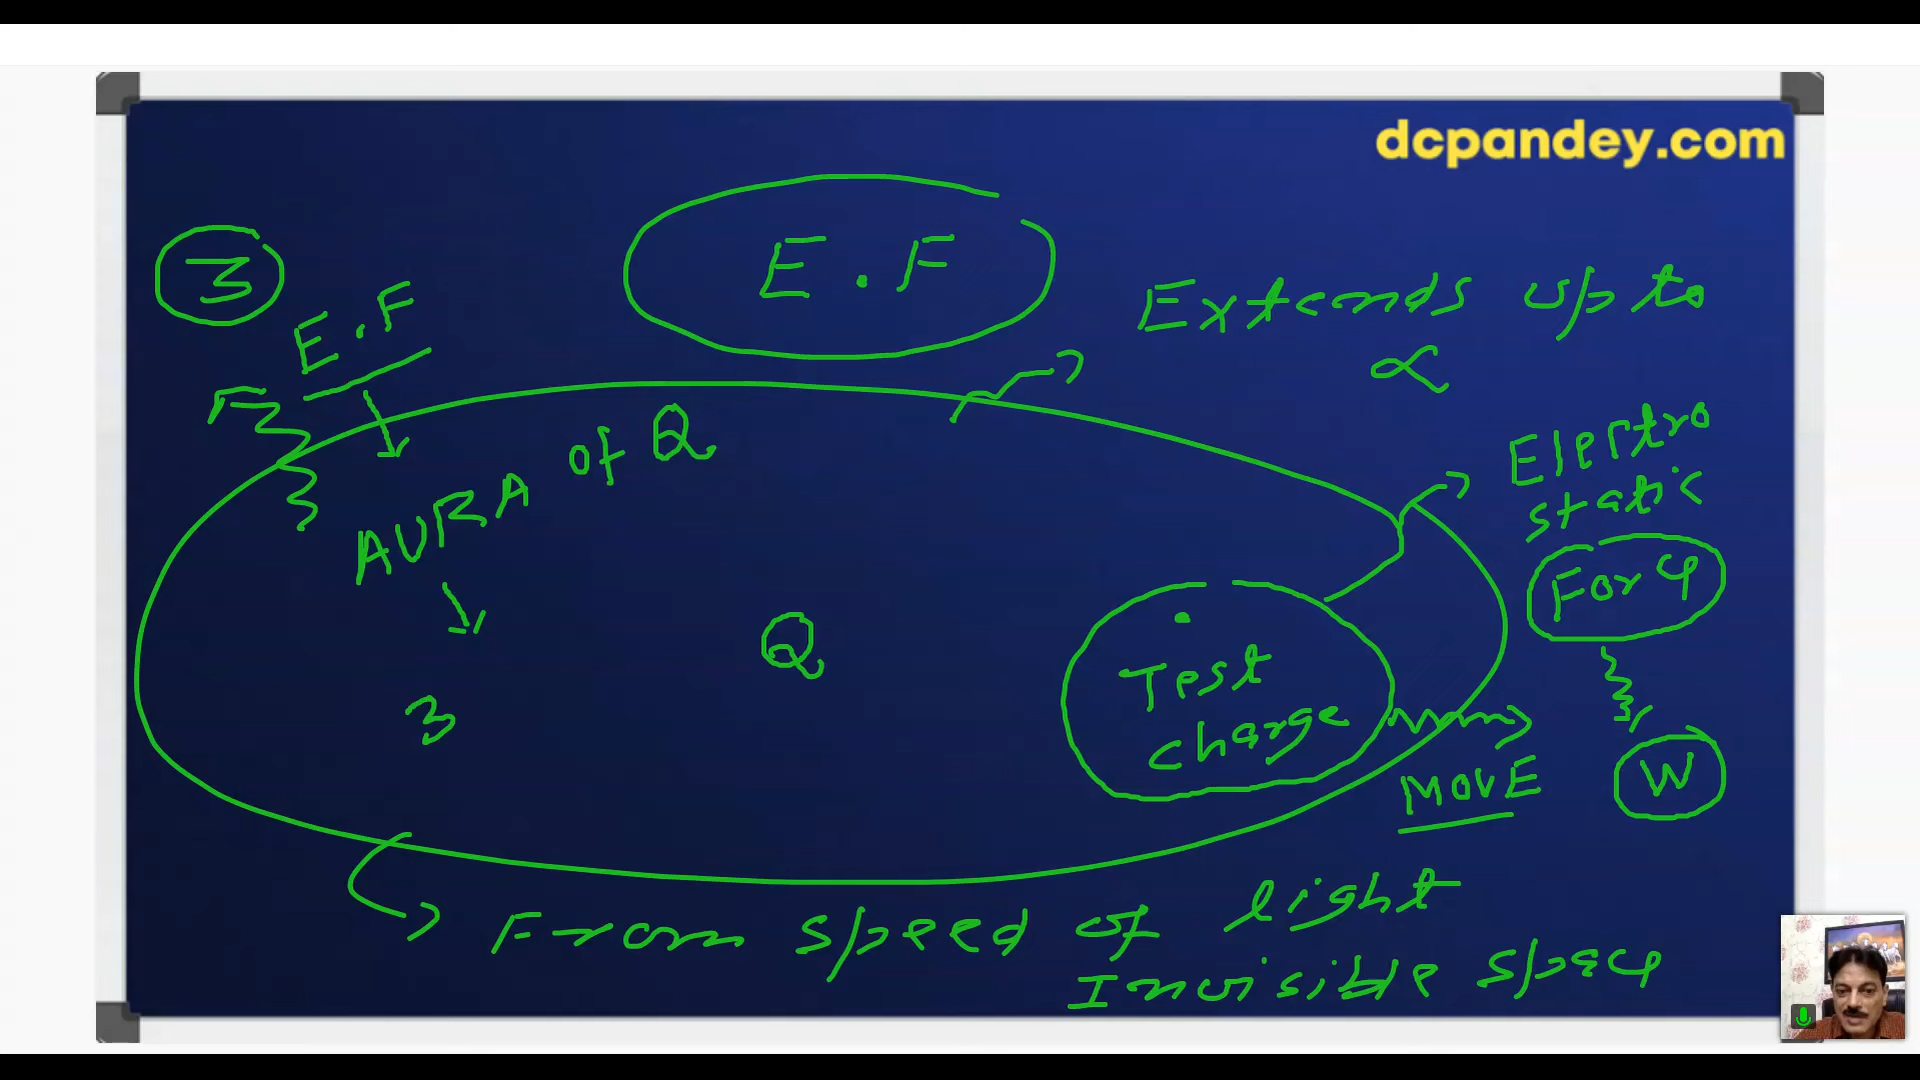 dcpandey.com
3
E.F
E.F
Extends up to
∝
AURA of Q
Electro
static
Force
Q
3
Test
charge
MOVE
W
From speed of light
Invisible space